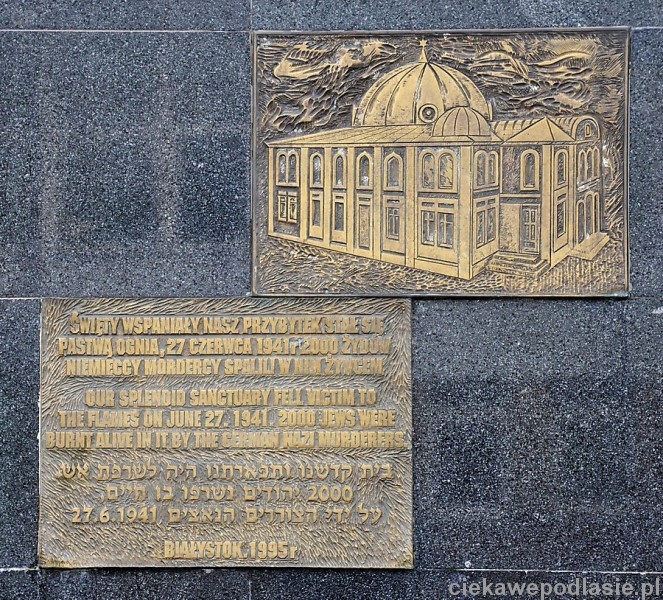 ŚWIĘTY WSPANIAŁY NASZ PRZYBYTEK STAŁ SIĘ
PASTWĄ OGNIA, 27 CZERWCA 1941. 2000 ŻYDÓW
NIEMIECCY MORDERCY SPALILI W NIM ŻYWCEM
OUR SPLENDID SANCTUARY FELL VICTIM TO
THE FLAMES ON JUNE 27. 1941. 2000 JEWS WERE
BURNT ALIVE IN IT BY THE GERMAN NAZI MURDERERS
בית קדשנו ותפארתנו היה לשרפת אש,
2000 יהודים נשרפו בו חיים,
על ידי הצוררים הנאצים 27.6.1941
BIAŁYSTOK. 1995 r
ciekawepodlasie.pl